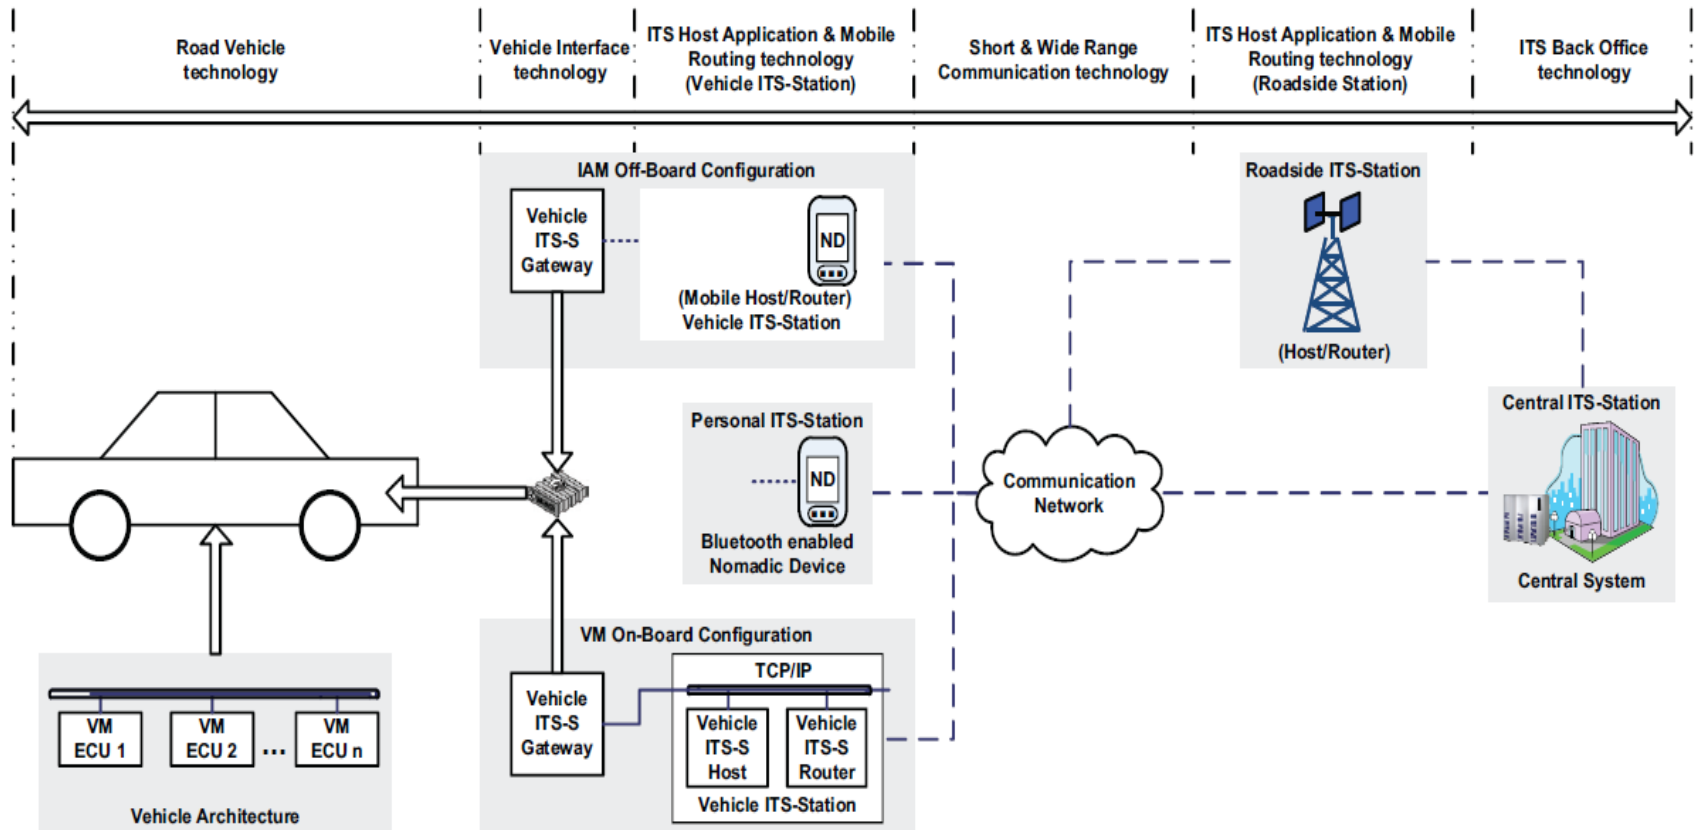 Road Vehicle
technology
Vehicle Interface
technology
ITS Host Application & Mobile
Routing technology
(Vehicle ITS-Station)
Short & Wide Range
Communication technology
ITS Host Application & Mobile
Routing technology
(Roadside Station)
ITS Back Office
technology
IAM Off-Board Configuration
Vehicle
ITS-S
Gateway
ND
(Mobile Host/Router)
Vehicle ITS-Station
Roadside ITS-Station
(Host/Router)
Personal ITS-Station
ND
Bluetooth enabled
Nomadic Device
Communication
Network
Central ITS-Station
Central System
VM On-Board Configuration
Vehicle
ITS-S
Gateway
TCP/IP
Vehicle
ITS-S
Host
Vehicle
ITS-S
Router
Vehicle ITS-Station
VM
ECU 1
VM
ECU 2
...
VM
ECU n
Vehicle Architecture